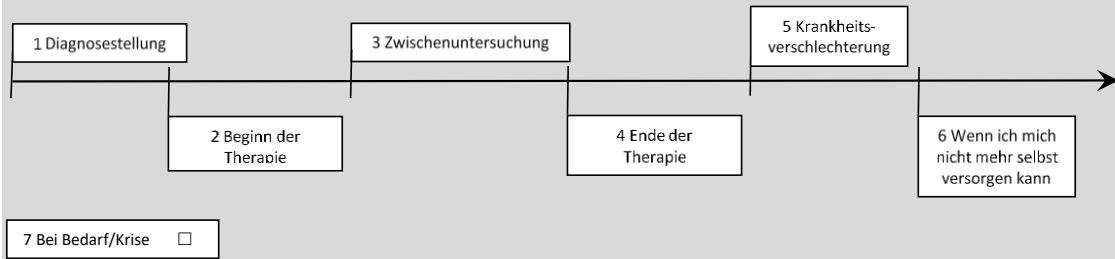 1 Diagnosestellung
2 Beginn der
Therapie
3 Zwischenuntersuchung
4 Ende der
Therapie
5 Krankheits-
verschlechterung
6 Wenn ich mich
nicht mehr selbst
versorgen kann
7 Bei Bedarf/Krise ☐